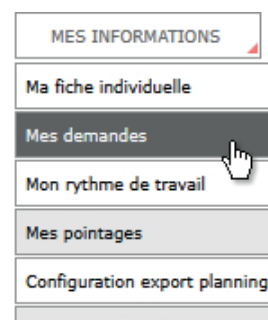 MES INFORMATIONS
Ma fiche individuelle
Mes demandes
Mon rythme de travail
Mes pointages
Configuration export planning